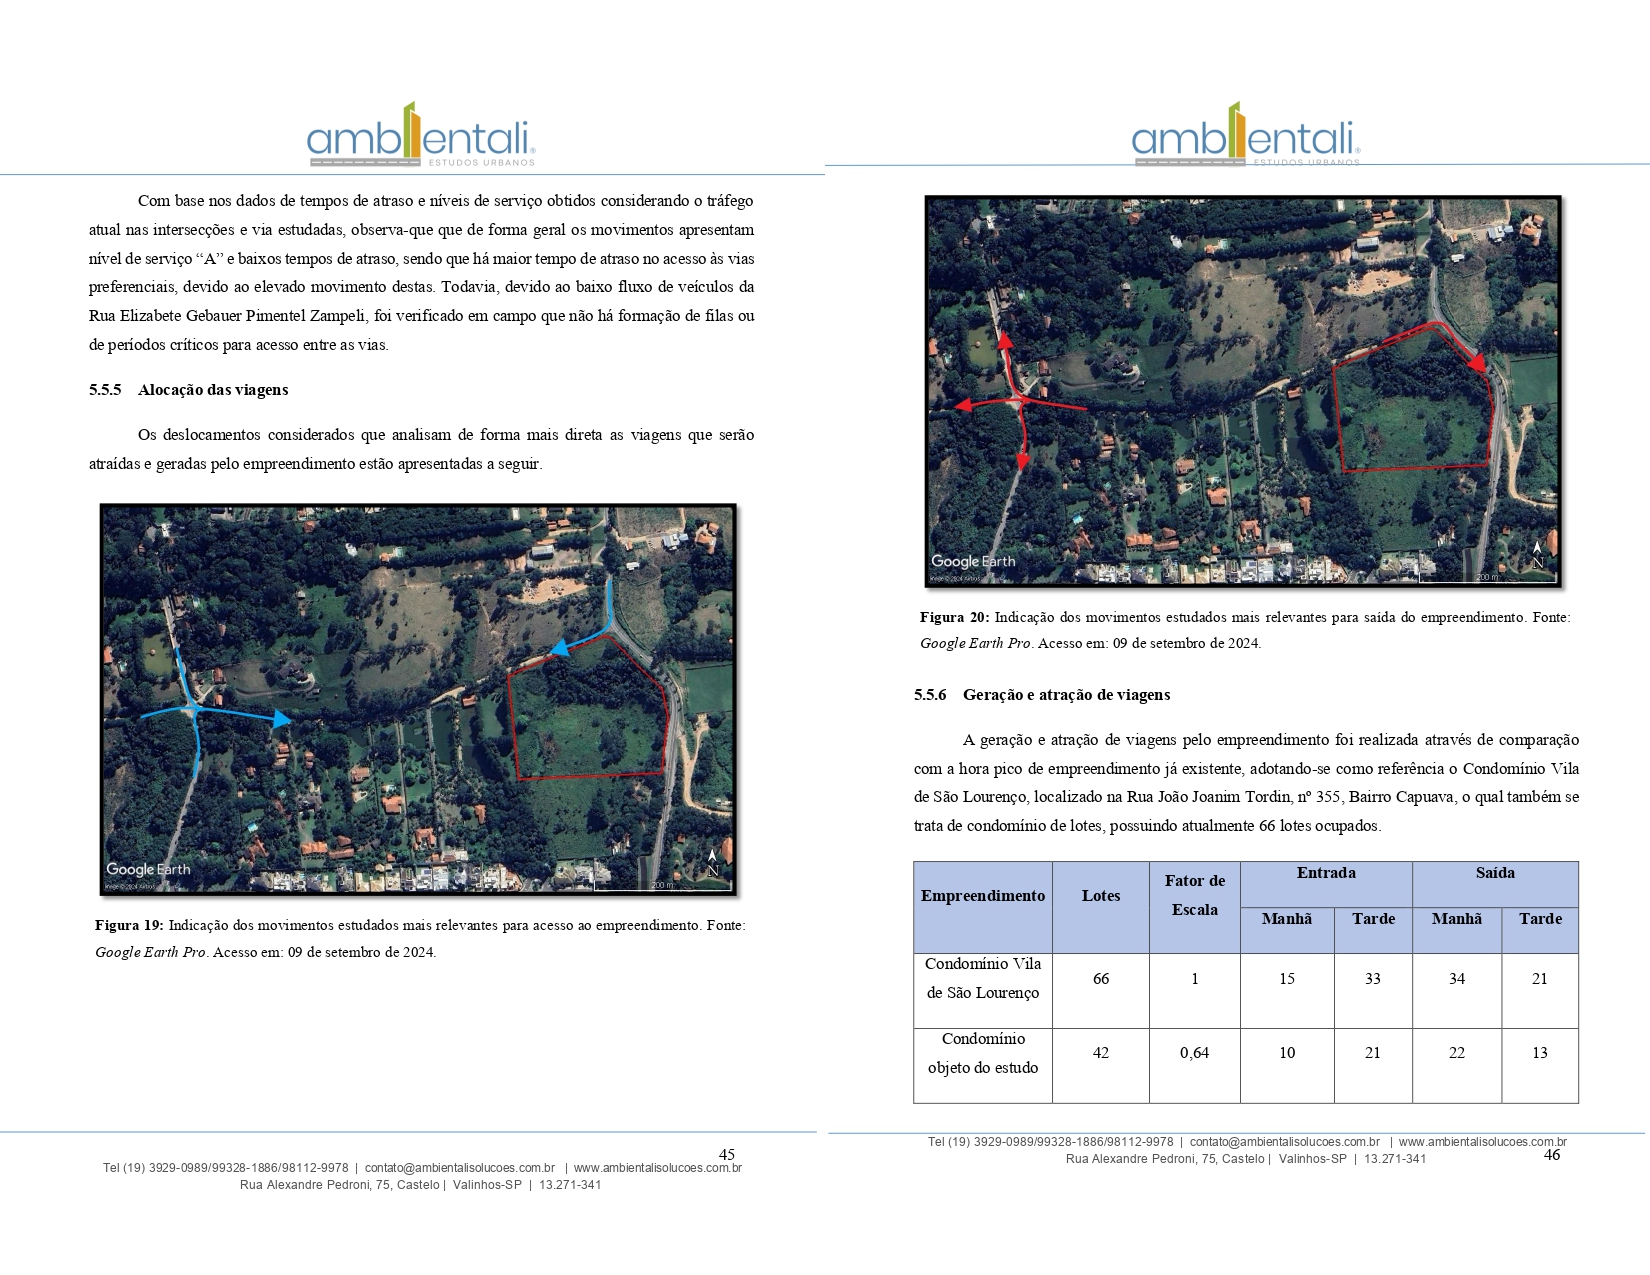 ambientali®
ESTUDOS URBANOS
Com base nos dados de tempos de atraso e níveis de serviço obtidos considerando o tráfego
atual nas intersecções e via estudadas, observa-que que de forma geral os movimentos apresentam
nível de serviço “A” e baixos tempos de atraso, sendo que há maior tempo de atraso no acesso às vias
preferenciais, devido ao elevado movimento destas. Todavia, devido ao baixo fluxo de veículos da
Rua Elizabete Gebauer Pimentel Zampeli, foi verificado em campo que não há formação de filas ou
de períodos críticos para acesso entre as vias.
5.5.5 Alocação das viagens
Os deslocamentos considerados que analisam de forma mais direta as viagens que serão
atraídas e geradas pelo empreendimento estão apresentadas a seguir.
Google Earth
Image © 2024 Airbus
200 m
N
Figura 19: Indicação dos movimentos estudados mais relevantes para acesso ao empreendimento. Fonte:
Google Earth Pro. Acesso em: 09 de setembro de 2024.
45
Tel (19) 3929-0989/99328-1886/98112-9978 | contato@ambientalisolucoes.com.br | www.ambientalisolucoes.com.br
Rua Alexandre Pedroni, 75, Castelo | Valinhos-SP | 13.271-341
ambientali®
ESTUDOS URBANOS
Google Earth
Image © 2024 Airbus
200 m
N
Figura 20: Indicação dos movimentos estudados mais relevantes para saída do empreendimento. Fonte:
Google Earth Pro. Acesso em: 09 de setembro de 2024.
5.5.6 Geração e atração de viagens
A geração e atração de viagens pelo empreendimento foi realizada através de comparação
com a hora pico de empreendimento já existente, adotando-se como referência o Condomínio Vila
de São Lourenço, localizado na Rua João Joanim Tordin, nº 355, Bairro Capuava, o qual também se
trata de condomínio de lotes, possuindo atualmente 66 lotes ocupados.
Empreendimento Lotes Fator de Escala Entrada Saída
Manhã Tarde Manhã Tarde
Condomínio Vila
de São Lourenço 66 1 15 33 34 21
Condomínio
objeto do estudo 42 0,64 10 21 22 13
Tel (19) 3929-0989/99328-1886/98112-9978 | contato@ambientalisolucoes.com.br | www.ambientalisolucoes.com.br
Rua Alexandre Pedroni, 75, Castelo | Valinhos-SP | 13.271-341
46